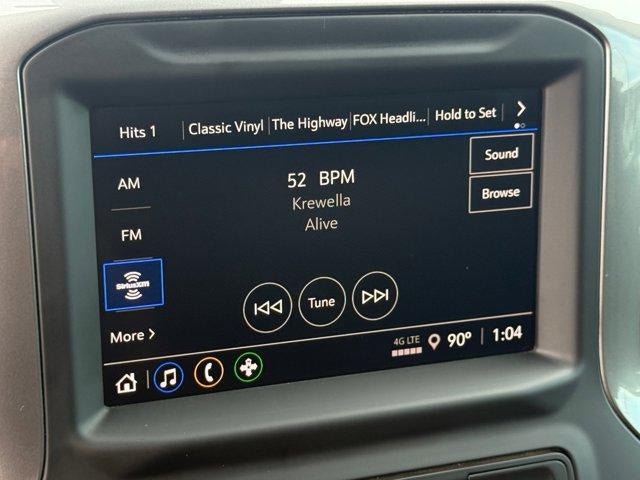 Hits 1 Classic Vinyl The Highway FOX Headli... Hold to Set
AM
FM
SiriusXM
More
52 BPM
Krewella
Alive
Sound
Browse
Tune
4G LTE 90° 1:04